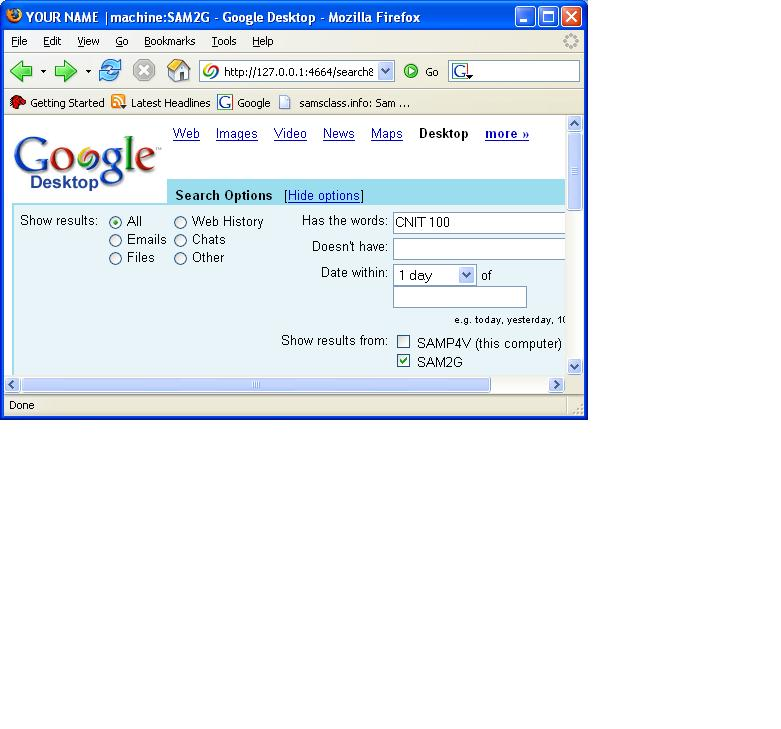 YOUR NAME |machine:SAM2G - Google Desktop - Mozilla Firefox
File Edit View Go Bookmarks Tools Help
http://127.0.0.1:4664/search& Go
Getting Started Latest Headlines Google samsclass.info: Sam ...
Google™
Desktop
Web Images Video News Maps Desktop more »
Search Options [Hide options]
Show results: All Web History Has the words: CNIT 100
Emails Chats Doesn't have:
Files Other Date within: 1 day of
e.g. today, yesterday, 10
Show results from: SAMP4V (this computer)
SAM2G
Done